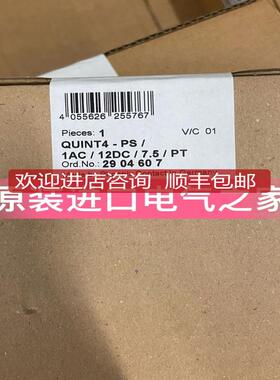 4 055626 255767
Pieces: 1
V/C 01
QUINT4 - PS /
1AC / 12DC / 7.5 / PT
Ord.No.: 29 04 60 7
欢迎进店咨询 顺丰包邮!
原装进口电气之家